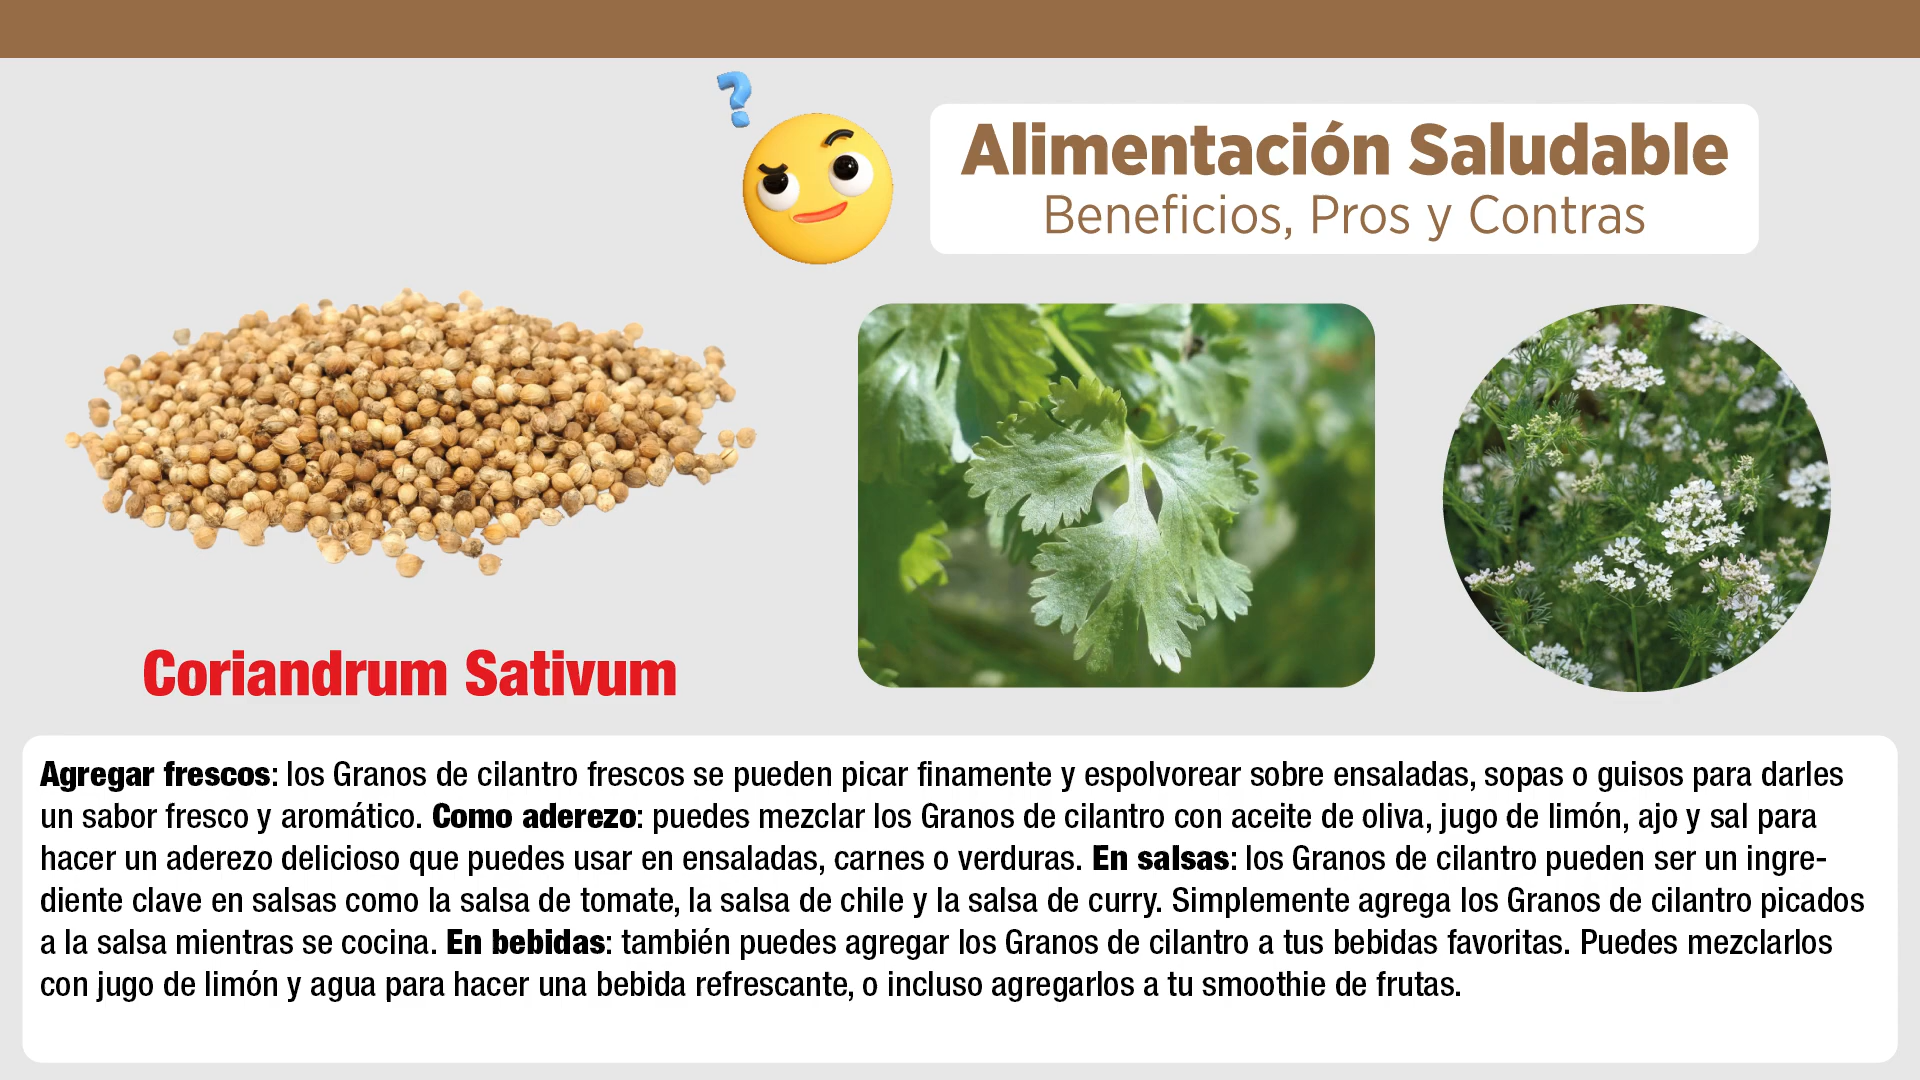 ?
Alimentación Saludable
Beneficios, Pros y Contras
Coriandrum Sativum
Agregar frescos: los Granos de cilantro frescos se pueden picar finamente y espolvorear sobre ensaladas, sopas o guisos para darles
un sabor fresco y aromático. Como aderezo: puedes mezclar los Granos de cilantro con aceite de oliva, jugo de limón, ajo y sal para
hacer un aderezo delicioso que puedes usar en ensaladas, carnes o verduras. En salsas: los Granos de cilantro pueden ser un ingre-
diente clave en salsas como la salsa de tomate, la salsa de chile y la salsa de curry. Simplemente agrega los Granos de cilantro picados
a la salsa mientras se cocina. En bebidas: también puedes agregar los Granos de cilantro a tus bebidas favoritas. Puedes mezclarlos
con jugo de limón y agua para hacer una bebida refrescante, o incluso agregarlos a tu smoothie de frutas.